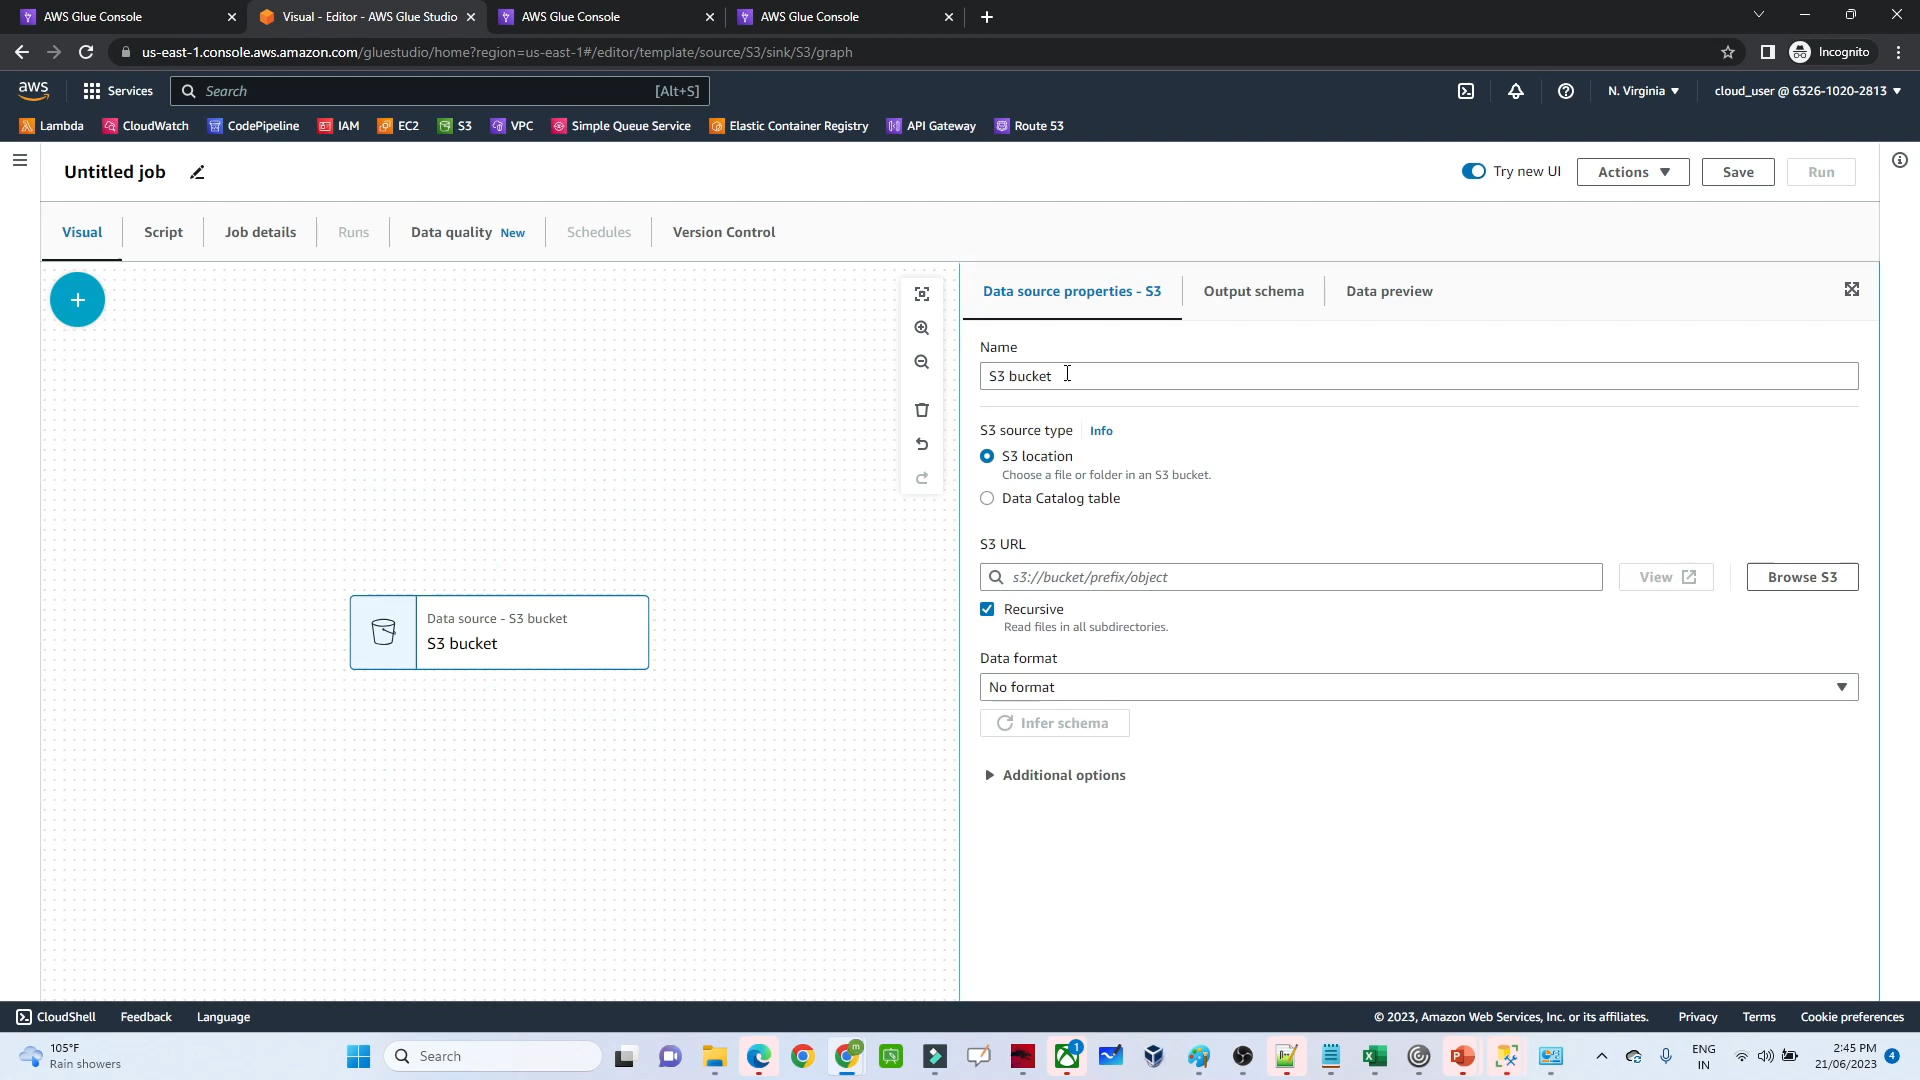 AWS Glue Console
Visual - Editor - AWS Glue Studio
AWS Glue Console
AWS Glue Console
us-east-1.console.aws.amazon.com/gluestudio/home?region=us-east-1#/editor/template/source/S3/sink/S3/graph
Incognito
aws
Services
Search
[Alt+S]
N. Virginia
cloud_user @ 6326-1020-2813
Lambda
CloudWatch
CodePipeline
IAM
EC2
S3
VPC
Simple Queue Service
Elastic Container Registry
API Gateway
Route 53
Untitled job
Try new UI
Actions
Save
Run
Visual
Script
Job details
Runs
Data quality New
Schedules
Version Control
Data source properties - S3
Output schema
Data preview
Name
S3 bucket
S3 source type
Info
S3 location
Choose a file or folder in an S3 bucket.
Data Catalog table
S3 URL
s3://bucket/prefix/object
View
Browse S3
Recursive
Read files in all subdirectories.
Data format
No format
Infer schema
Additional options
Data source - S3 bucket
S3 bucket
CloudShell
Feedback
Language
© 2023, Amazon Web Services, Inc. or its affiliates.
Privacy
Terms
Cookie preferences
105°F
Rain showers
Search
m
1
ENG
IN
2:45 PM
21/06/2023
4